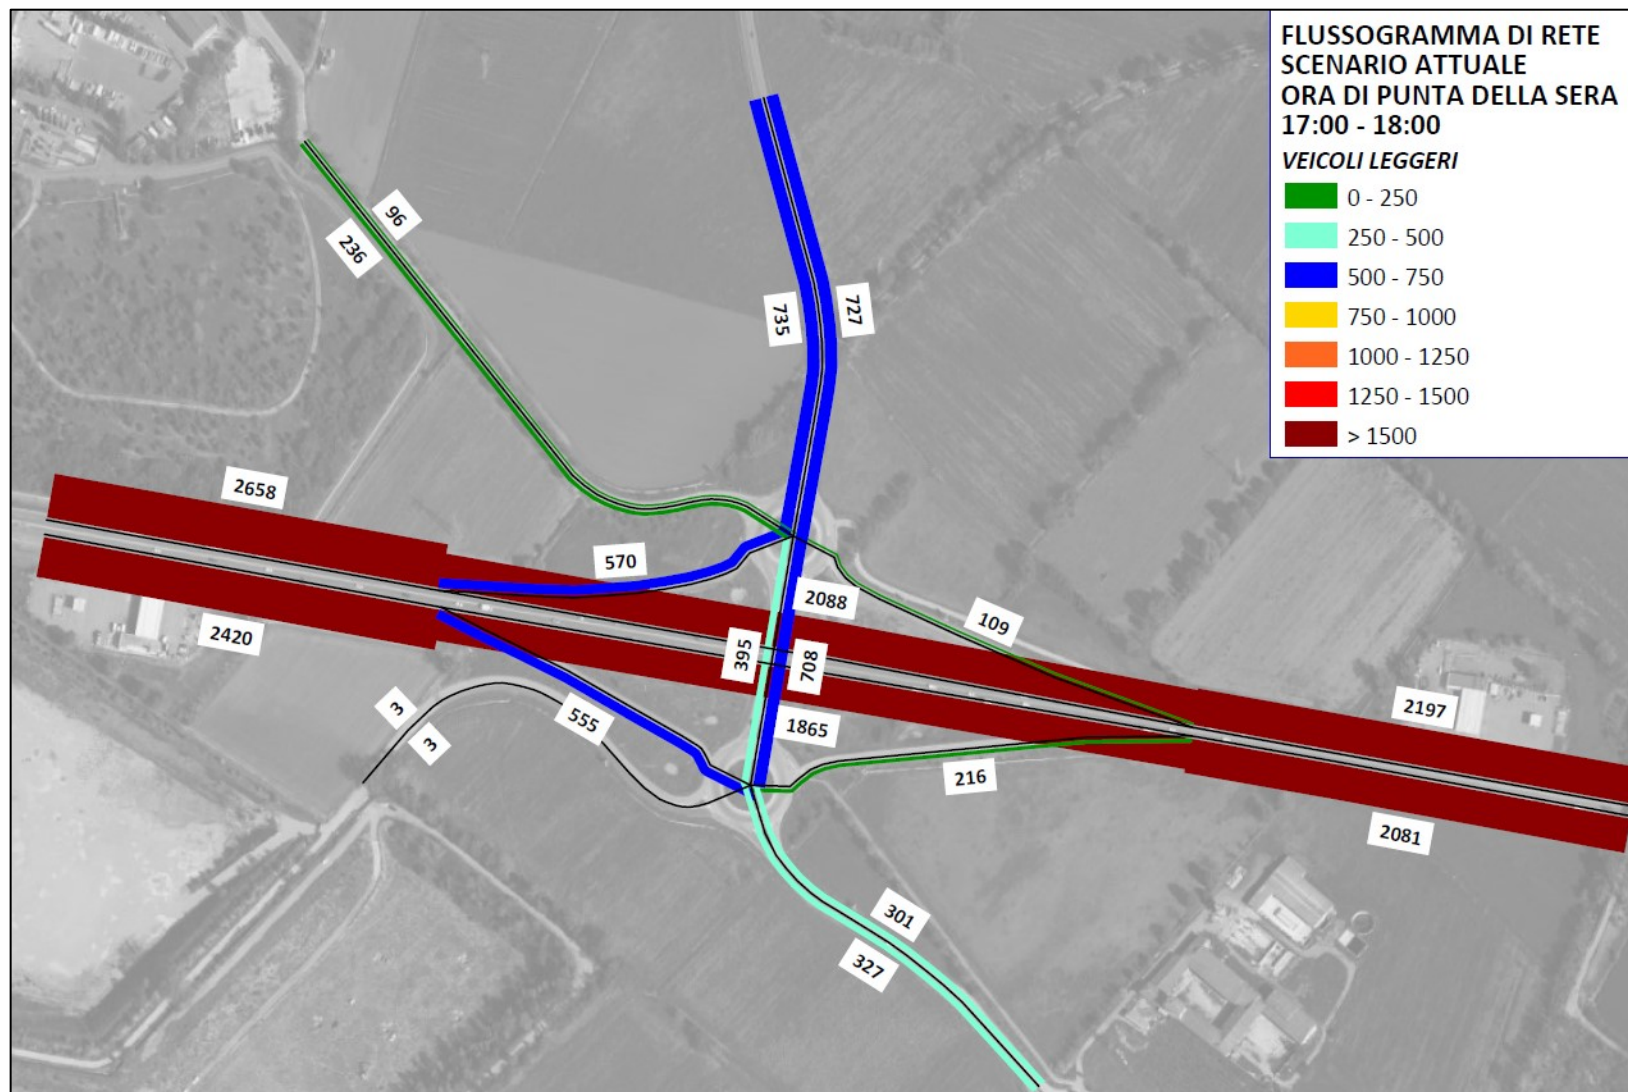 FLUSSOGRAMMA DI RETE
SCENARIO ATTUALE
ORA DI PUNTA DELLA SERA
17:00 - 18:00
VEICOLI LEGGERI
0 - 250
250 - 500
500 - 750
750 - 1000
1000 - 1250
1250 - 1500
> 1500
96
236
735
727
2658
570
2088
109
2420
395
708
3
3
555
1865
2197
216
2081
301
327